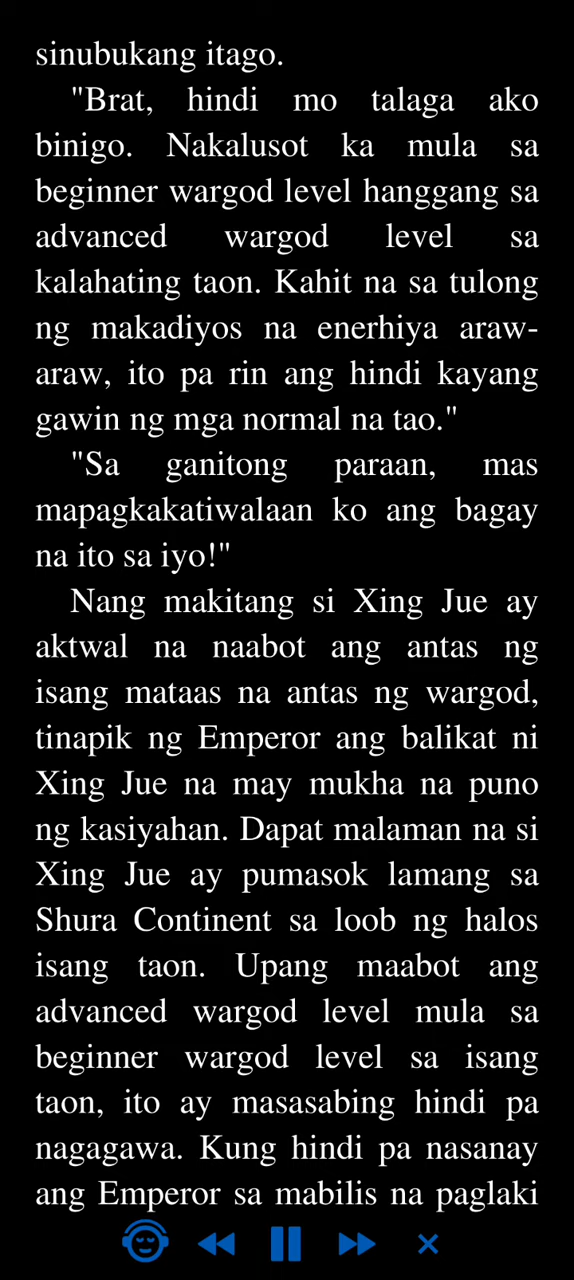 sinubukang itago.
"Brat, hindi mo talaga ako
binigo. Nakalusot ka mula sa
beginner wargod level hanggang sa
advanced wargod level sa
kalahating taon. Kahit na sa tulong
ng makadiyos na enerhiya araw-
araw, ito pa rin ang hindi kayang
gawin ng mga normal na tao."
"Sa ganitong paraan, mas
mapagkakatiwalaan ko ang bagay
na ito sa iyo!"
Nang makitang si Xing Jue ay
aktwal na naabot ang antas ng
isang mataas na antas ng wargod,
tinapik ng Emperor ang balikat ni
Xing Jue na may mukha na puno
ng kasiyahan. Dapat malaman na si
Xing Jue ay pumasok lamang sa
Shura Continent sa loob ng halos
isang taon. Upang maabot ang
advanced wargod level mula sa
beginner wargod level sa isang
taon, ito ay masasabing hindi pa
nagagawa. Kung hindi pa nasanay
ang Emperor sa mabilis na paglaki